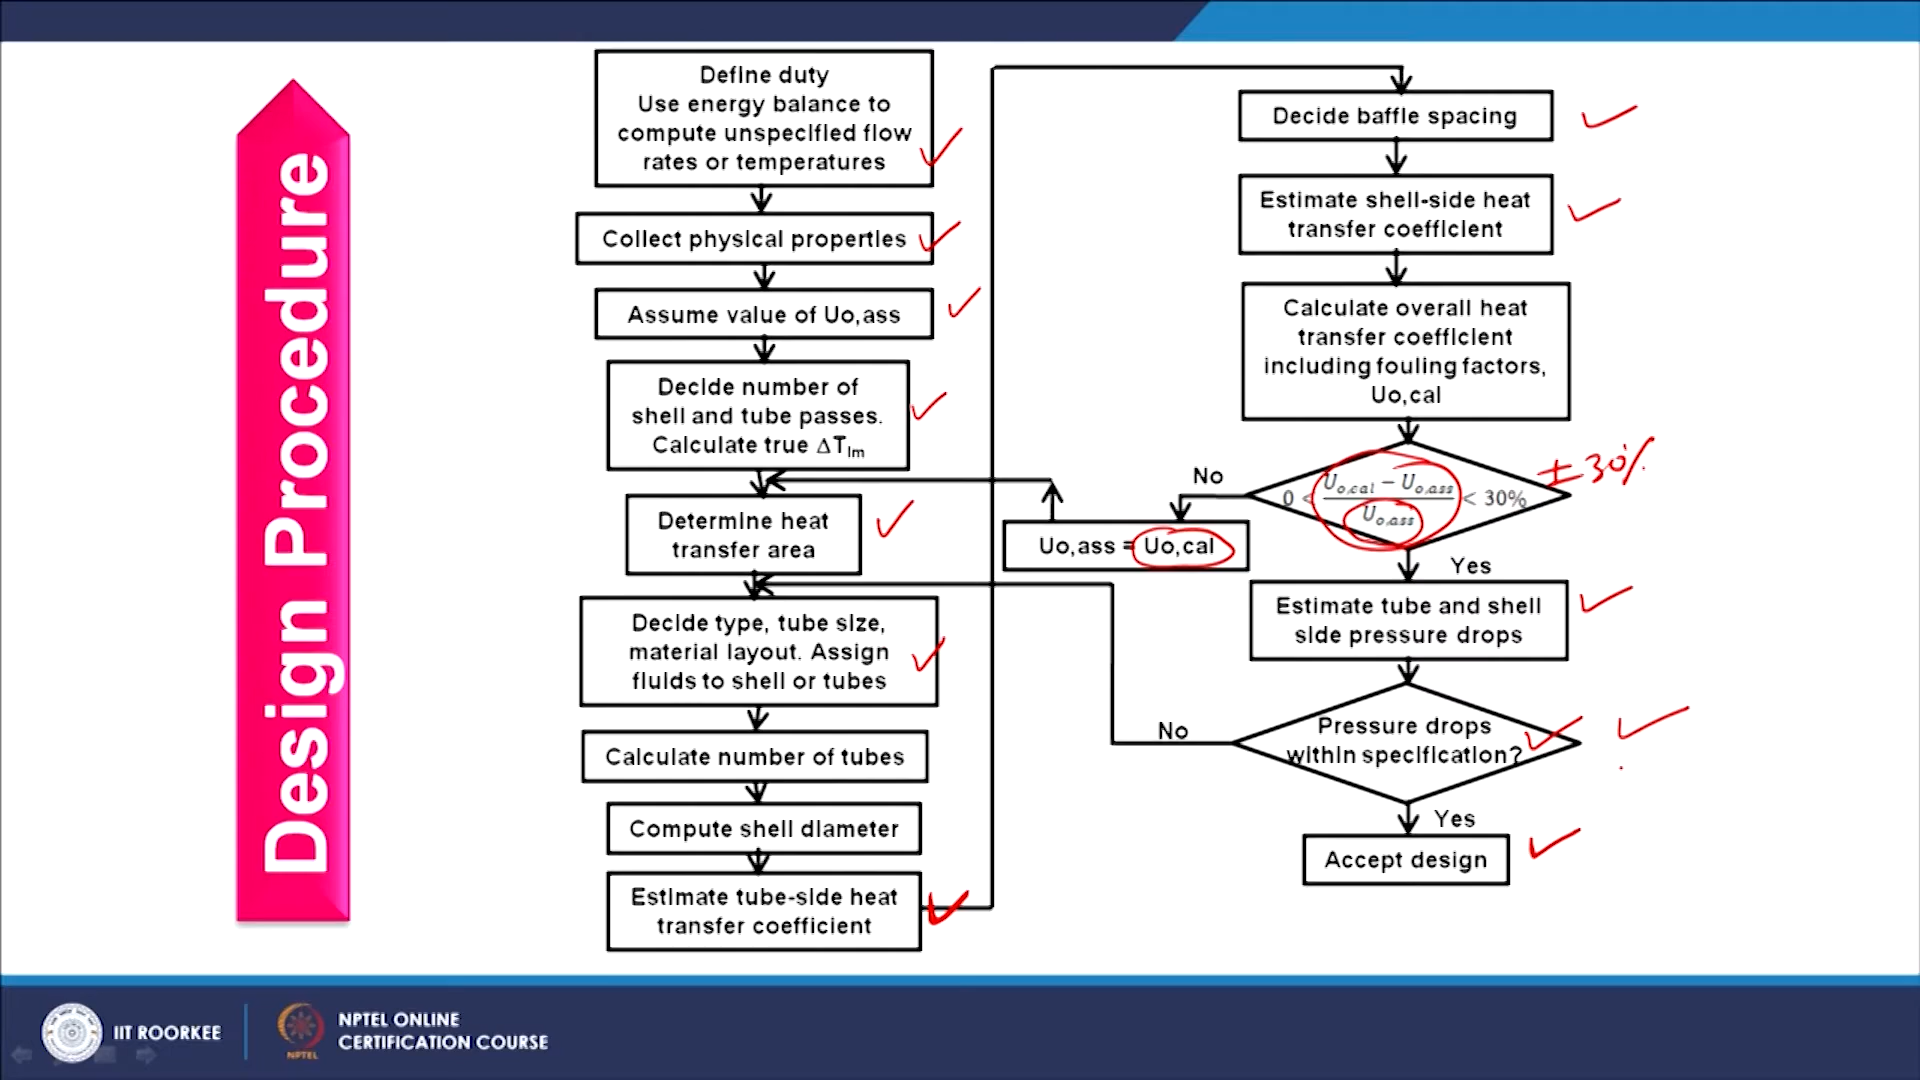 Design Procedure
Define duty
Use energy balance to
compute unspecified flow
rates or temperatures
Collect physical properties
Assume value of Uo,ass
Decide number of
shell and tube passes.
Calculate true ΔTlm
Determine heat
transfer area
Decide type, tube size,
material layout. Assign
fluids to shell or tubes
Calculate number of tubes
Compute shell diameter
Estimate tube-side heat
transfer coefficient
Decide baffle spacing
Estimate shell-side heat
transfer coefficient
Calculate overall heat
transfer coefficient
including fouling factors,
Uo,cal
0 < (Uo,cal − Uo,ass) / Uo,ass < 30%
± 30%
No
Uo,ass = Uo,cal
Yes
Estimate tube and shell
side pressure drops
Pressure drops
within specification?
No
Yes
Accept design
IIT ROORKEE
NPTEL
NPTEL ONLINE
CERTIFICATION COURSE